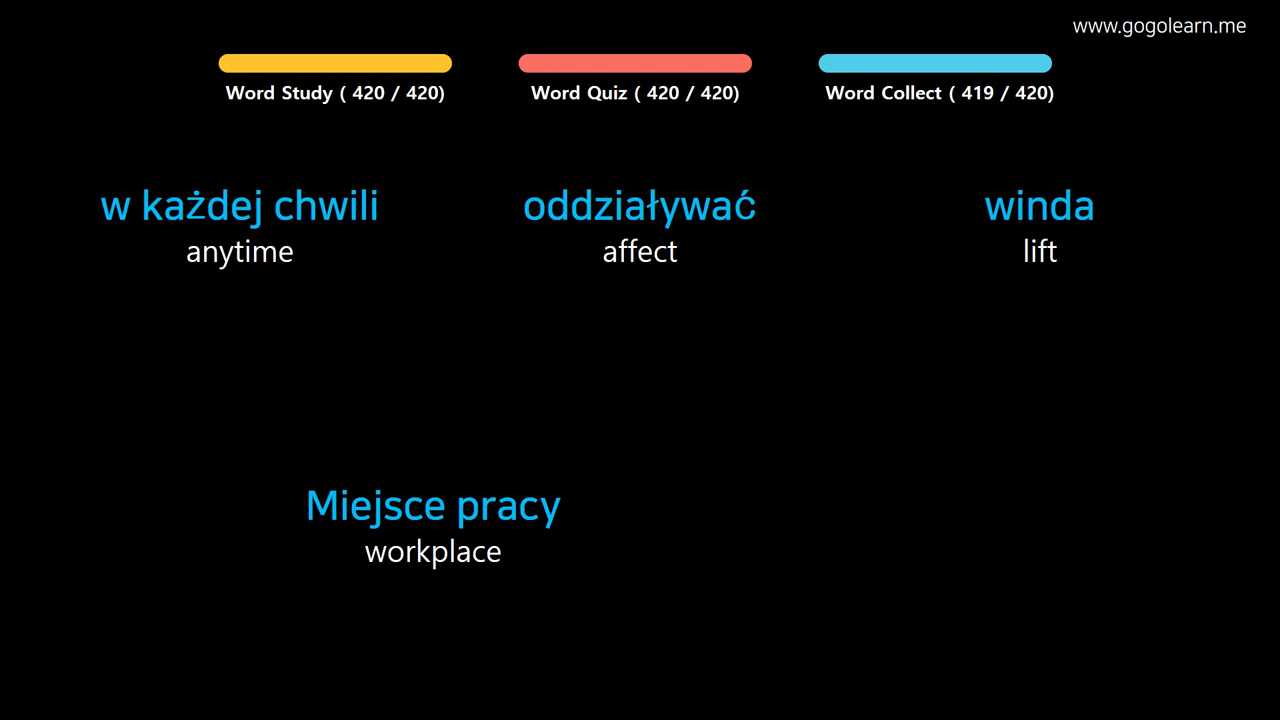 www.gogolearn.me
Word Study ( 420 / 420)
Word Quiz ( 420 / 420)
Word Collect ( 419 / 420)
w każdej chwili
anytime
oddziaływać
affect
winda
lift
Miejsce pracy
workplace